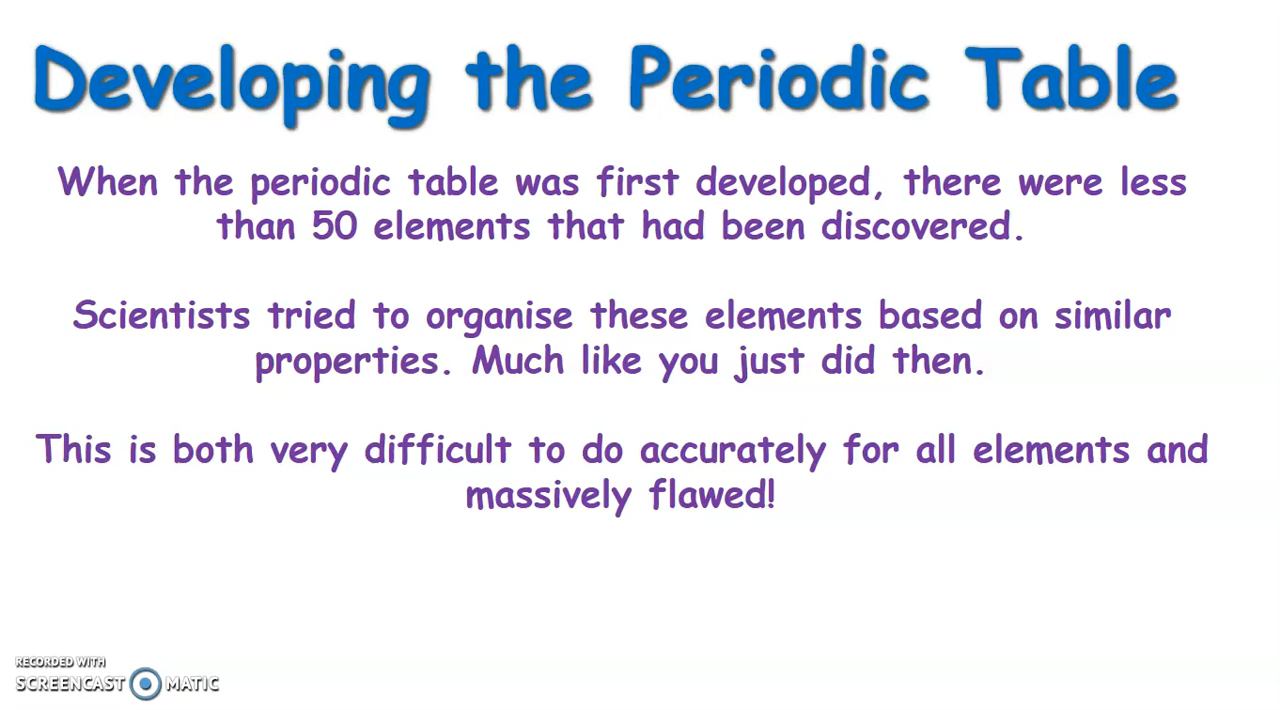 Developing the Periodic Table
When the periodic table was first developed, there were less
than 50 elements that had been discovered.
Scientists tried to organise these elements based on similar
properties. Much like you just did then.
This is both very difficult to do accurately for all elements and
massively flawed!
RECORDED WITH
SCREENCAST MATIC